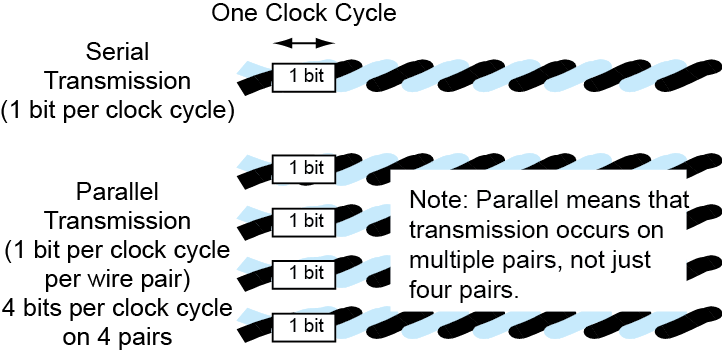 One Clock Cycle
Serial
Transmission
(1 bit per clock cycle)
1 bit
Parallel
Transmission
(1 bit per clock cycle
per wire pair)
4 bits per clock cycle
on 4 pairs
1 bit
1 bit
1 bit
1 bit
Note: Parallel means that
transmission occurs on
multiple pairs, not just
four pairs.